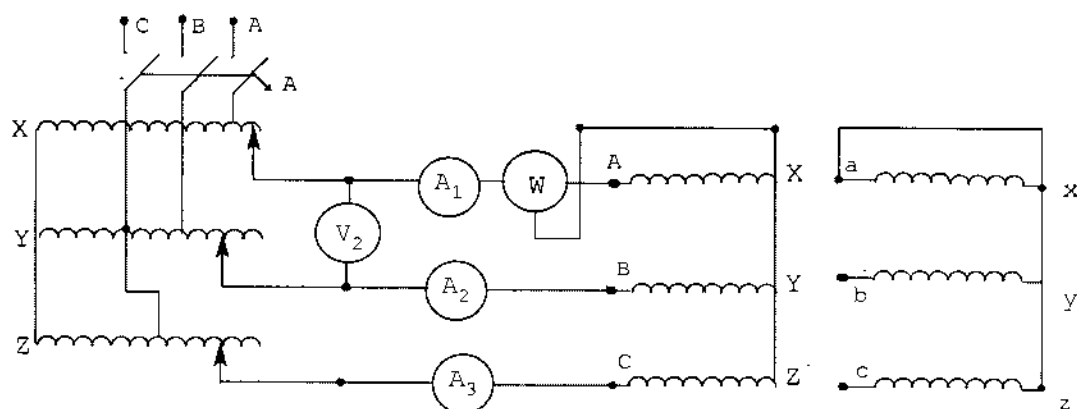 C B A
A
X
A A₁ W X a x
Y V₂
B A₂ Y b y
Z
C A₃ Z c z